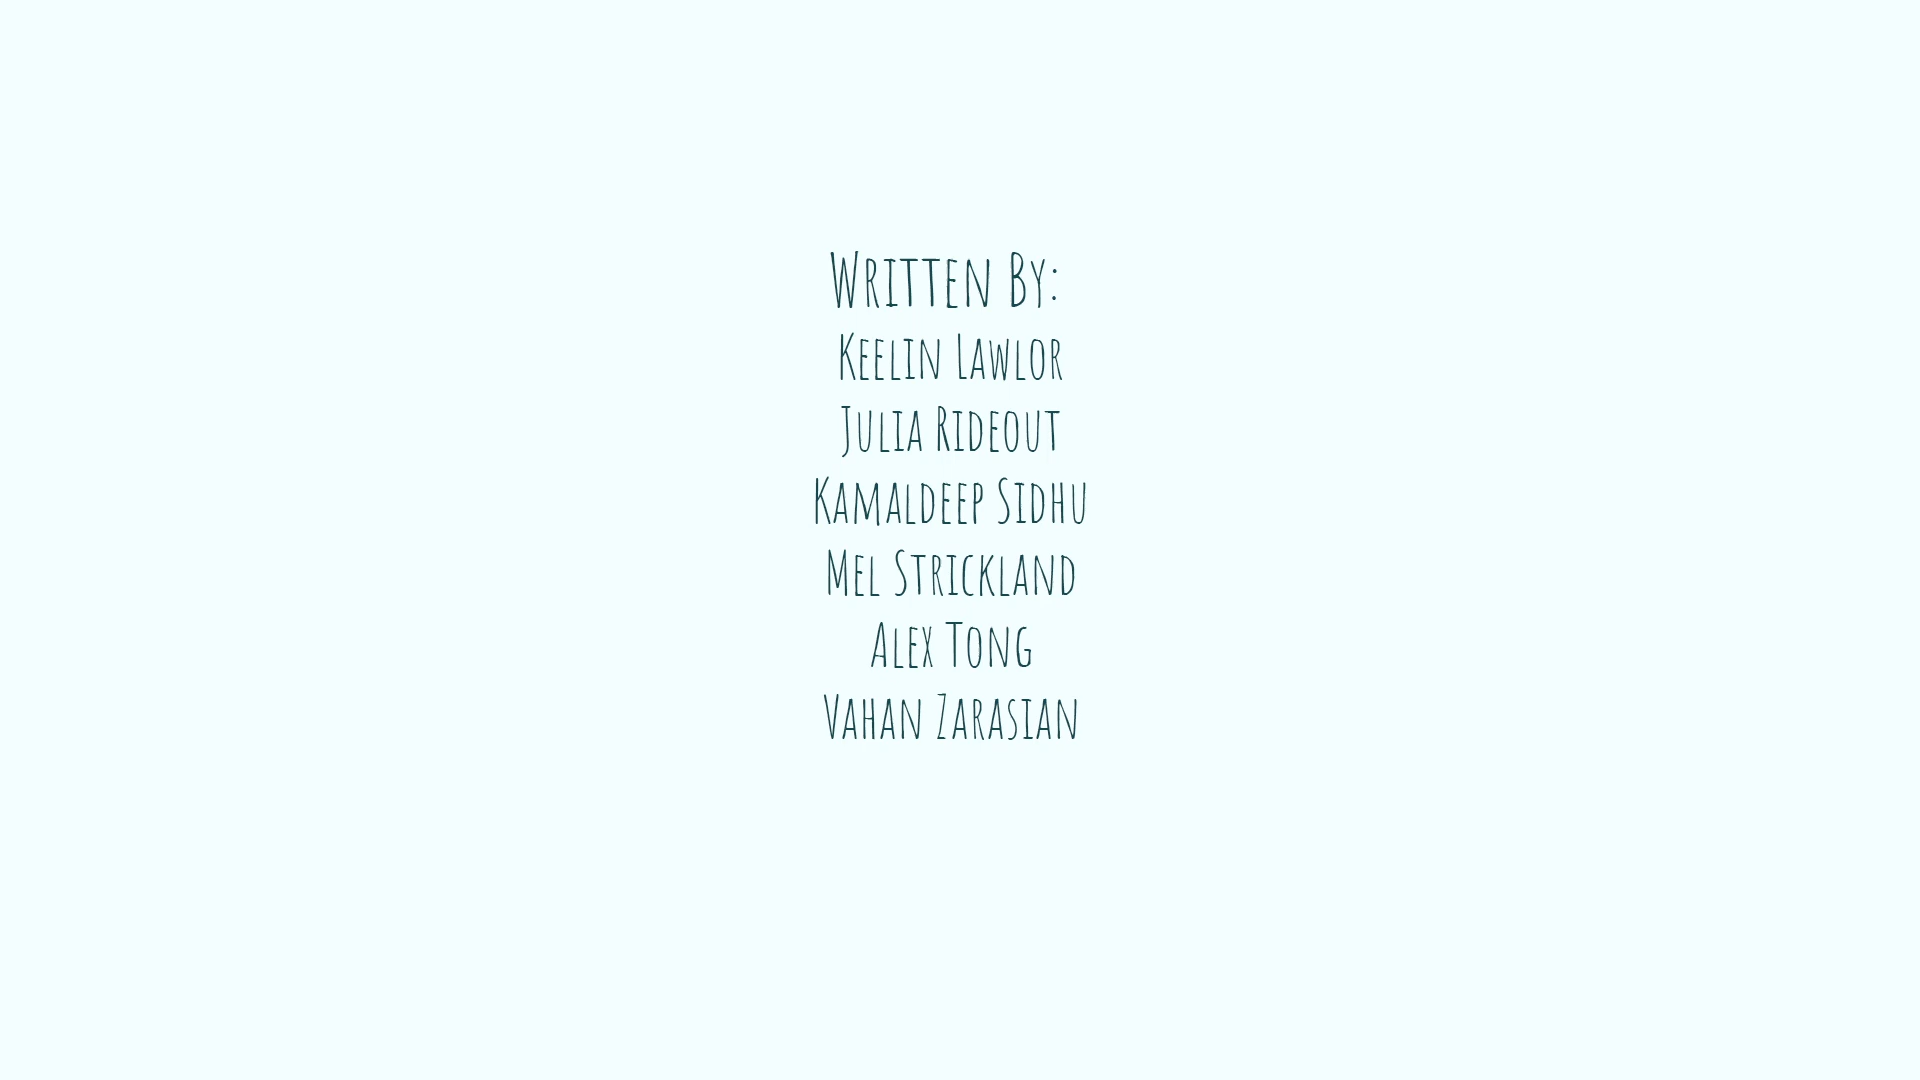 Written By:
Keelin Lawlor
Julia Rideout
Kamaldeep Sidhu
Mel Strickland
Alex Tong
Vahan Zarasian